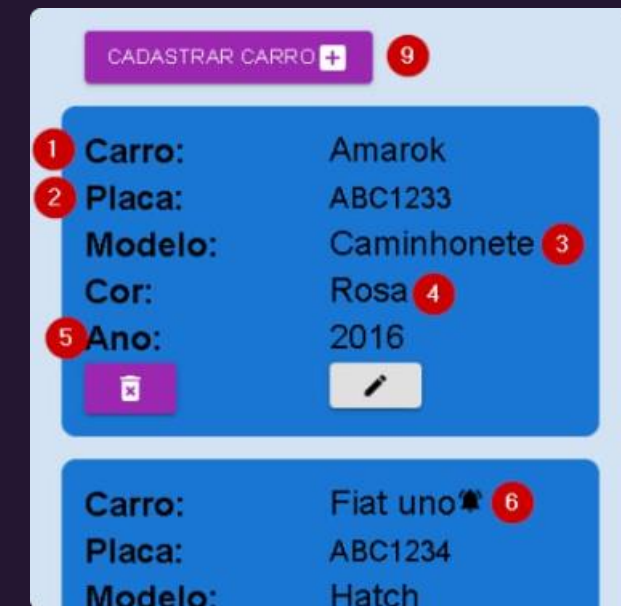 CADASTRAR CARRO 9
1 Carro: Amarok
2 Placa: ABC1233
Modelo: Caminhonete 3
Cor: Rosa 4
5 Ano: 2016
Carro: Fiat uno 6
Placa: ABC1234
Modelo: Hatch